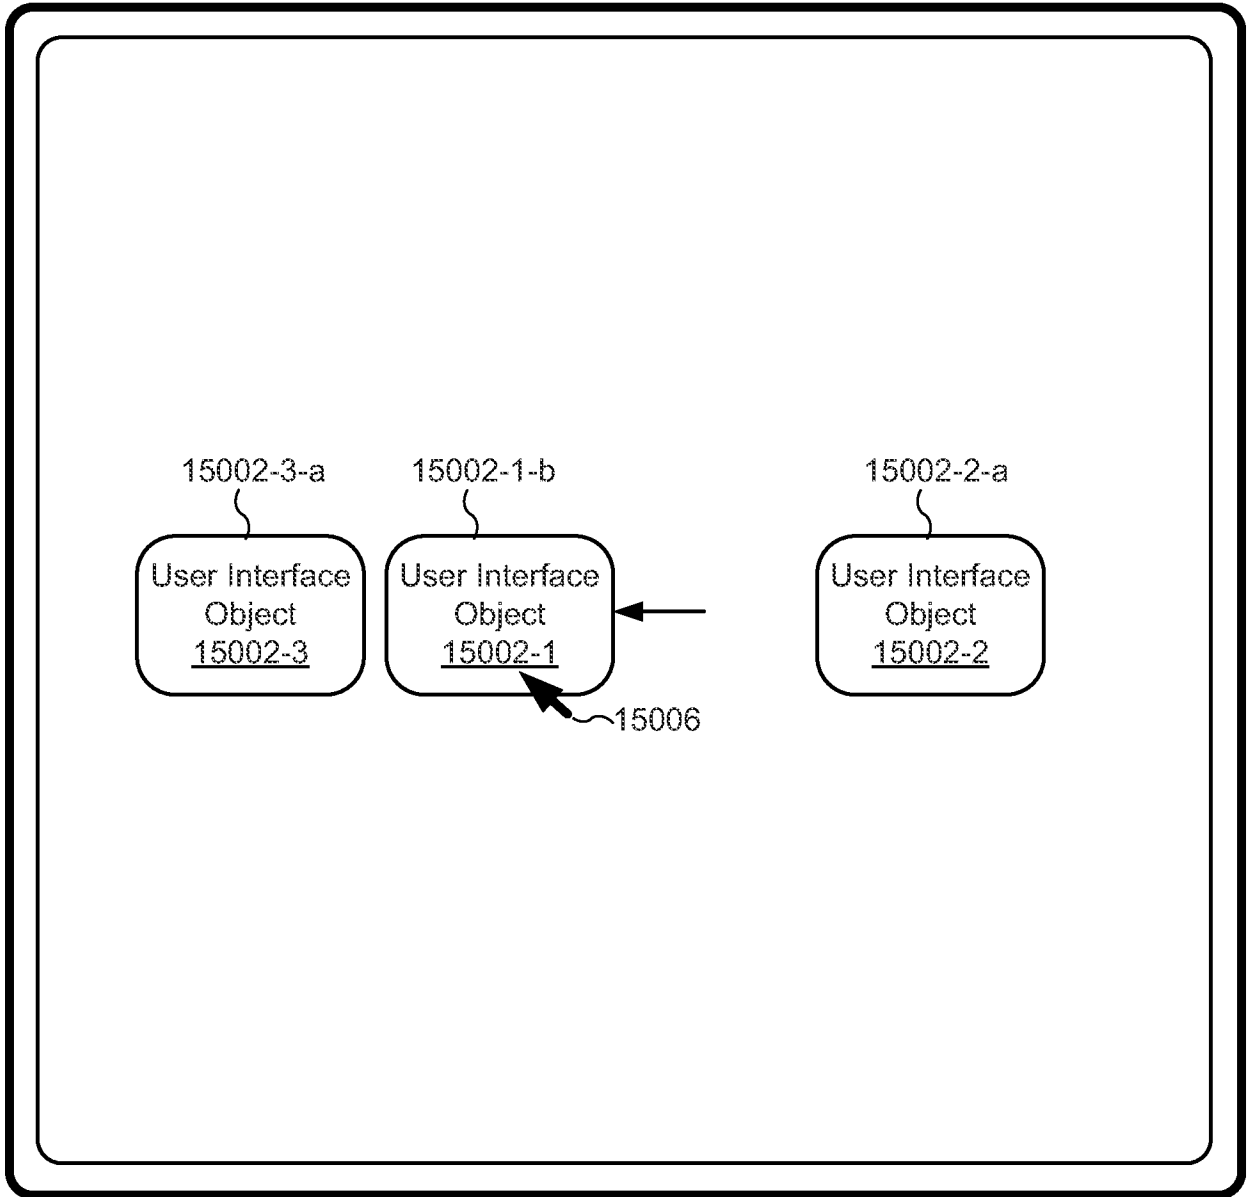 15002-3-a
15002-1-b
15002-2-a
User Interface
Object
15002-3
User Interface
Object
15002-1
User Interface
Object
15002-2
15006